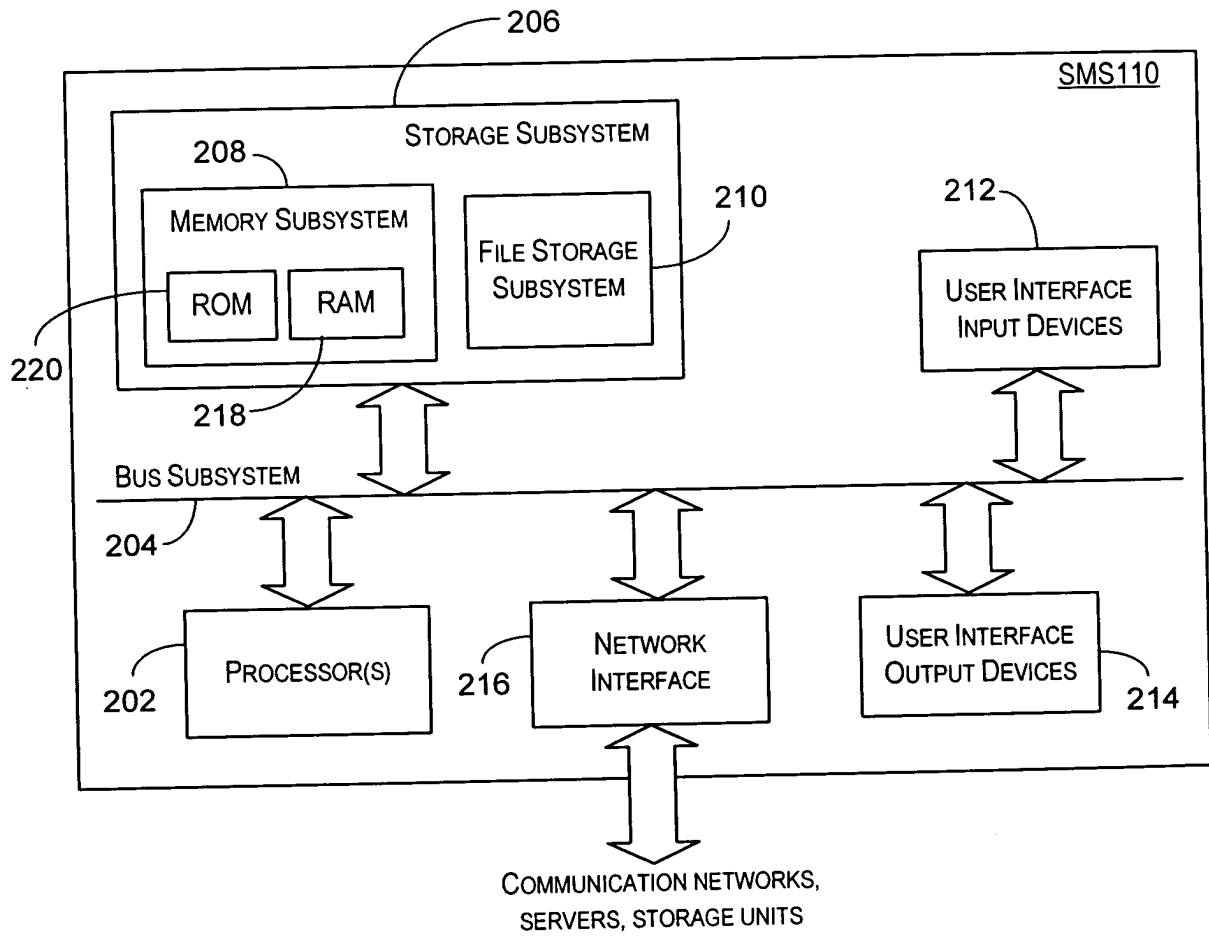 206
SMS110
STORAGE SUBSYSTEM
208
MEMORY SUBSYSTEM
ROM
RAM
220
218
FILE STORAGE
SUBSYSTEM
210
212
USER INTERFACE
INPUT DEVICES
BUS SUBSYSTEM
204
PROCESSOR(S)
202
NETWORK
INTERFACE
216
USER INTERFACE
OUTPUT DEVICES
214
COMMUNICATION NETWORKS,
SERVERS, STORAGE UNITS